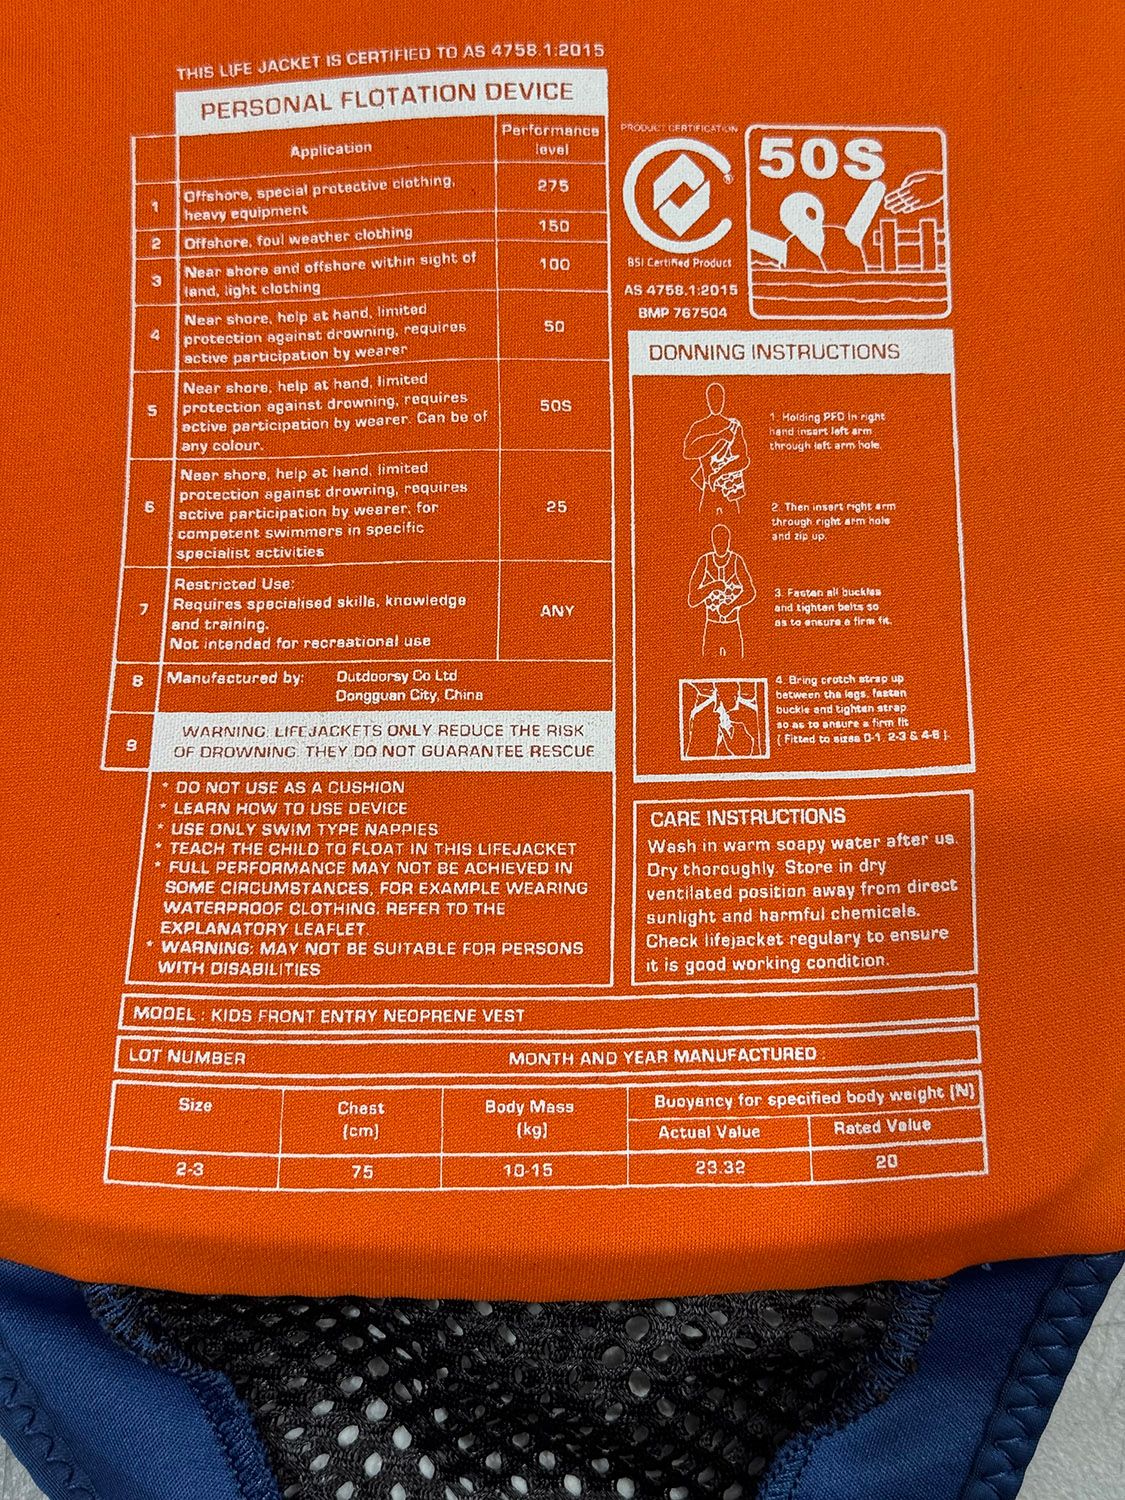 THIS LIFE JACKET IS CERTIFIED TO AS 4758.1:2015
PERSONAL FLOTATION DEVICE
Application
Performance
level
1
Offshore, special protective clothing,
heavy equipment
275
2
Offshore, foul weather clothing
150
3
Near shore and offshore within sight of
land, light clothing
100
4
Near shore, help at hand, limited
protection against drowning, requires
active participation by wearer
50
5
Near shore, help at hand, limited
protection against drowning, requires
active participation by wearer. Can be of
any colour.
50S
6
Near shore, help at hand, limited
protection against drowning, requires
active participation by wearer, for
competent swimmers in specific
specialist activities
25
7
Restricted Use:
Requires specialised skills, knowledge
and training.
Not intended for recreational use
ANY
8
Manufactured by: Outdoorsy Co Ltd
Dongguan City, China
9
WARNING: LIFEJACKETS ONLY REDUCE THE RISK
OF DROWNING. THEY DO NOT GUARANTEE RESCUE
* DO NOT USE AS A CUSHION
* LEARN HOW TO USE DEVICE
* USE ONLY SWIM TYPE NAPPIES
* TEACH THE CHILD TO FLOAT IN THIS LIFEJACKET
* FULL PERFORMANCE MAY NOT BE ACHIEVED IN
SOME CIRCUMSTANCES, FOR EXAMPLE WEARING
WATERPROOF CLOTHING. REFER TO THE
EXPLANATORY LEAFLET.
* WARNING: MAY NOT BE SUITABLE FOR PERSONS
WITH DISABILITIES
PRODUCT CERTIFICATION
®
BSI Certified Product
AS 4758.1:2015
BMP 767504
50S
DONNING INSTRUCTIONS
1. Holding PFD in right
hand insert left arm
through left arm hole.
2. Then insert right arm
through right arm hole
and zip up.
3. Fasten all buckles
and tighten belts so
as to ensure a firm fit.
4. Bring crotch strap up
between the legs, fasten
buckle and tighten strap
so as to ensure a firm fit
( Fitted to sizes 0-1, 2-3 & 4-6 ).
CARE INSTRUCTIONS
Wash in warm soapy water after us.
Dry thoroughly. Store in dry
ventilated position away from direct
sunlight and harmful chemicals.
Check lifejacket regulary to ensure
it is good working condition.
MODEL : KIDS FRONT ENTRY NEOPRENE VEST
LOT NUMBER MONTH AND YEAR MANUFACTURED
Size
Chest
(cm)
Body Mass
(kg)
Buoyancy for specified body weight (N)
Actual Value
Rated Value
2-3
75
10-15
23.32
20